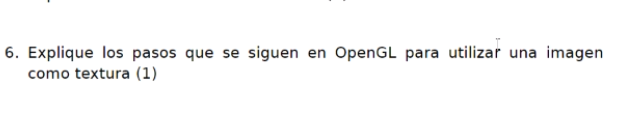 6. Explique los pasos que se siguen en OpenGL para utilizar una imagen
como textura (1)